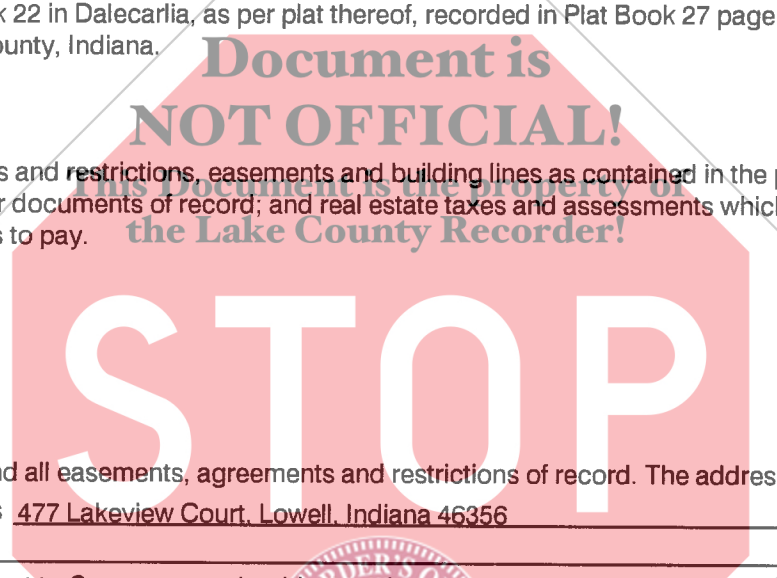 k 22 in Dalecarlia, as per plat thereof, recorded in Plat Book 27 page
ounty, Indiana.
Document is
NOT OFFICIAL!
s and restrictions, easements and building lines as contained in the p
This Document is the property of
r documents of record; and real estate taxes and assessments which
s to pay.
the Lake County Recorder!
STOP
nd all easements, agreements and restrictions of record. The addres
s 477 Lakeview Court, Lowell, Indiana 46356
DER'S O